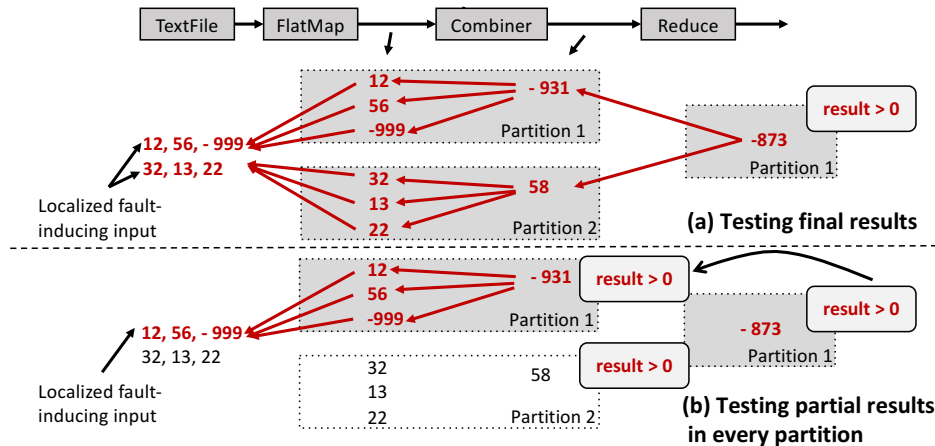 TextFile FlatMap Combiner Reduce
12
- 931
56
result > 0
-999
Partition 1
12, 56, - 999
-873
32, 13, 22
32
Partition 1
58
13
Localized fault-
inducing input
22
Partition 2
(a) Testing final results
12
- 931
result > 0
56
result > 0
-999
Partition 1
12, 56, - 999
- 873
32, 13, 22
Partition 1
32
58
result > 0
13
Localized fault-
inducing input
22
Partition 2
(b) Testing partial results
in every partition